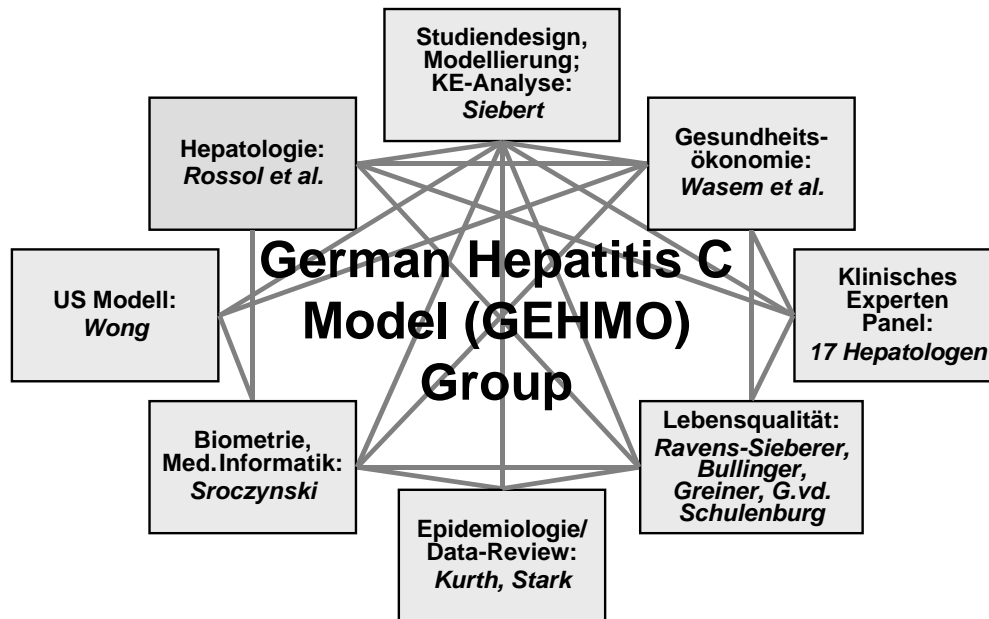 Studiendesign,
Modellierung;
KE-Analyse:
Siebert
Hepatologie:
Rossol et al.
Gesundheits-
ökonomie:
Wasem et al.
US Modell:
Wong
German Hepatitis C
Model (GEHMO)
Group
Klinisches
Experten
Panel:
17 Hepatologen
Biometrie,
Med.Informatik:
Sroczynski
Epidemiologie/
Data-Review:
Kurth, Stark
Lebensqualität:
Ravens-Sieberer,
Bullinger,
Greiner, G.vd.
Schulenburg